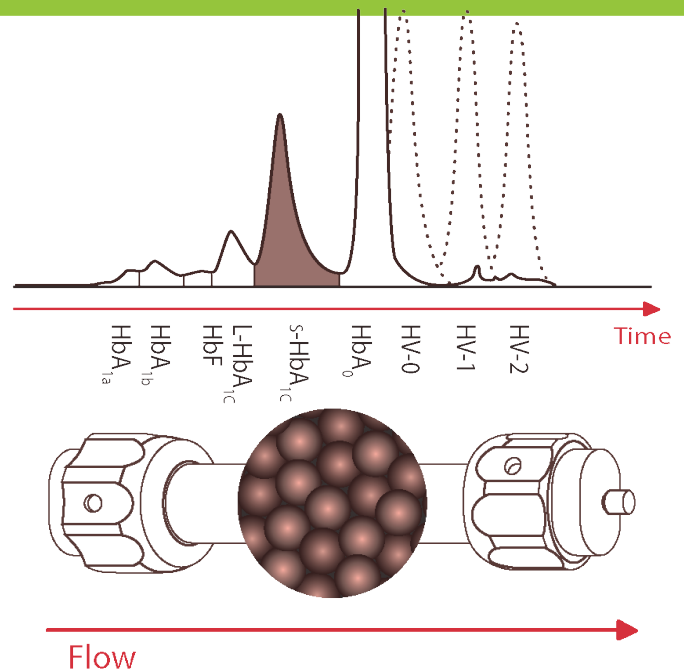 Time
HbA1a
HbA1b
HbF
L-HbA1C
s-HbA1C
HbA0
HV-0
HV-1
HV-2
Flow